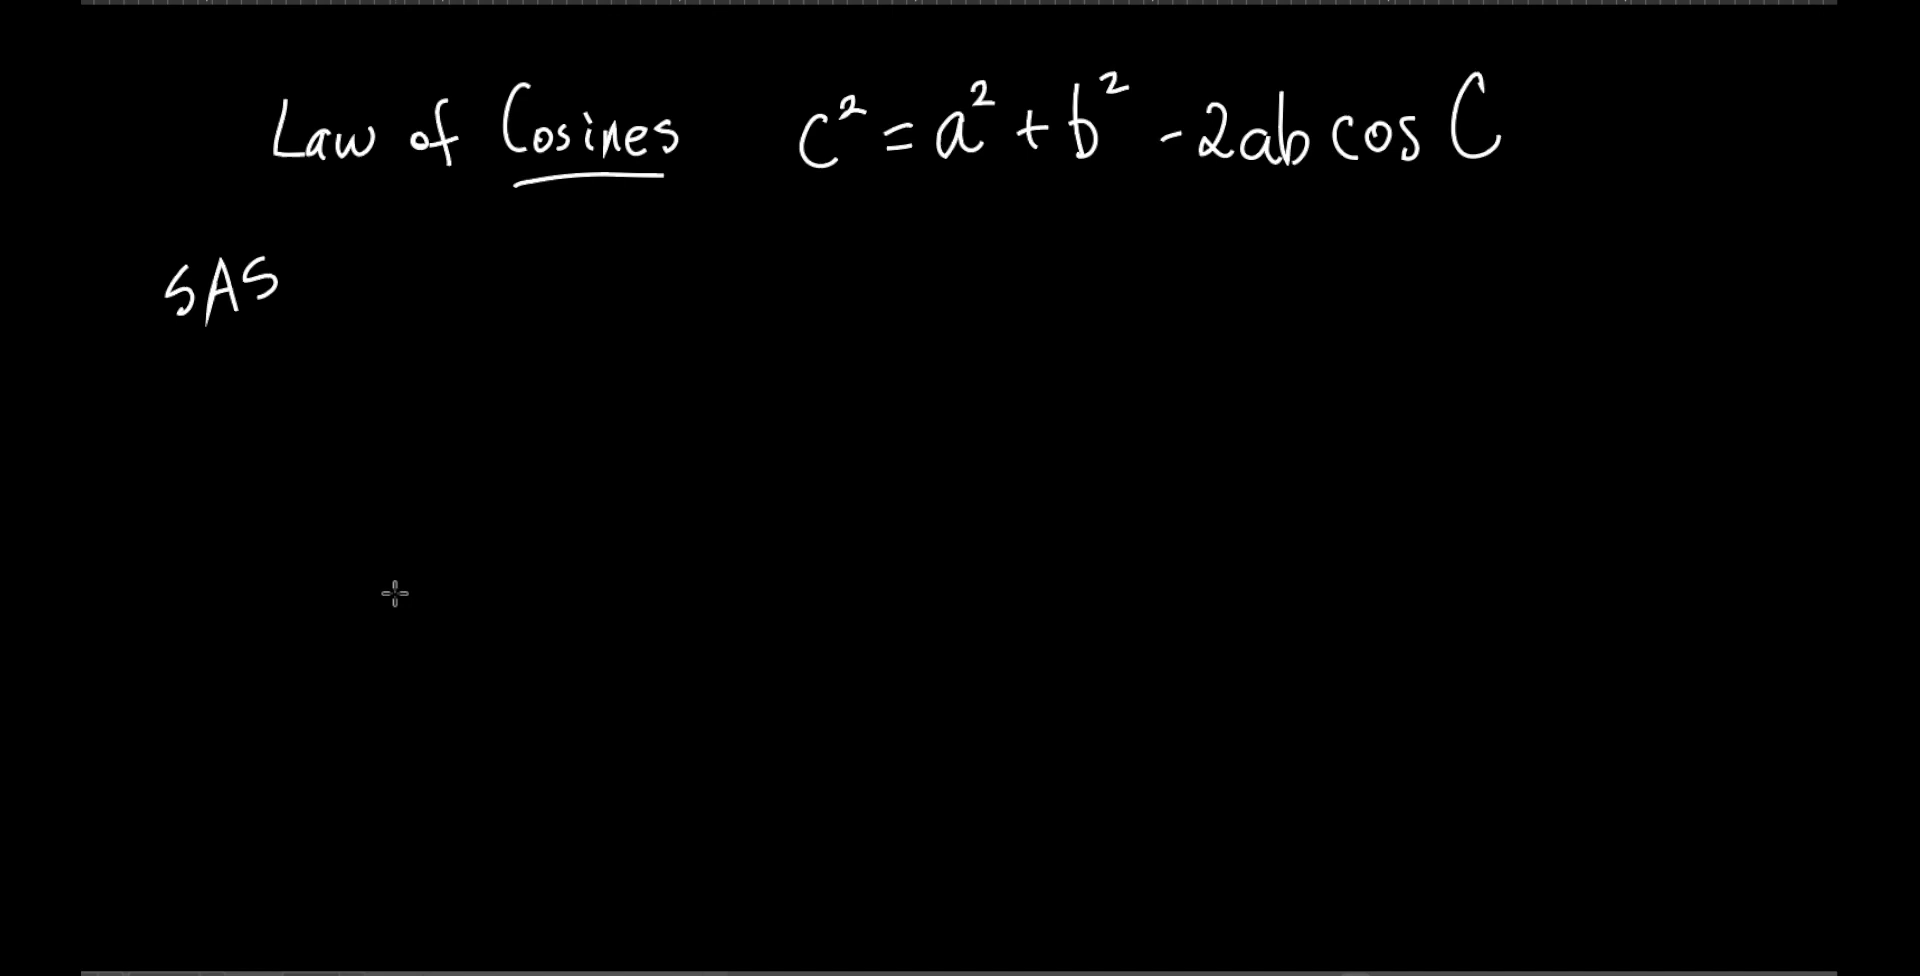 Law of Cosines c² = a² + b² - 2ab cos C
SAS